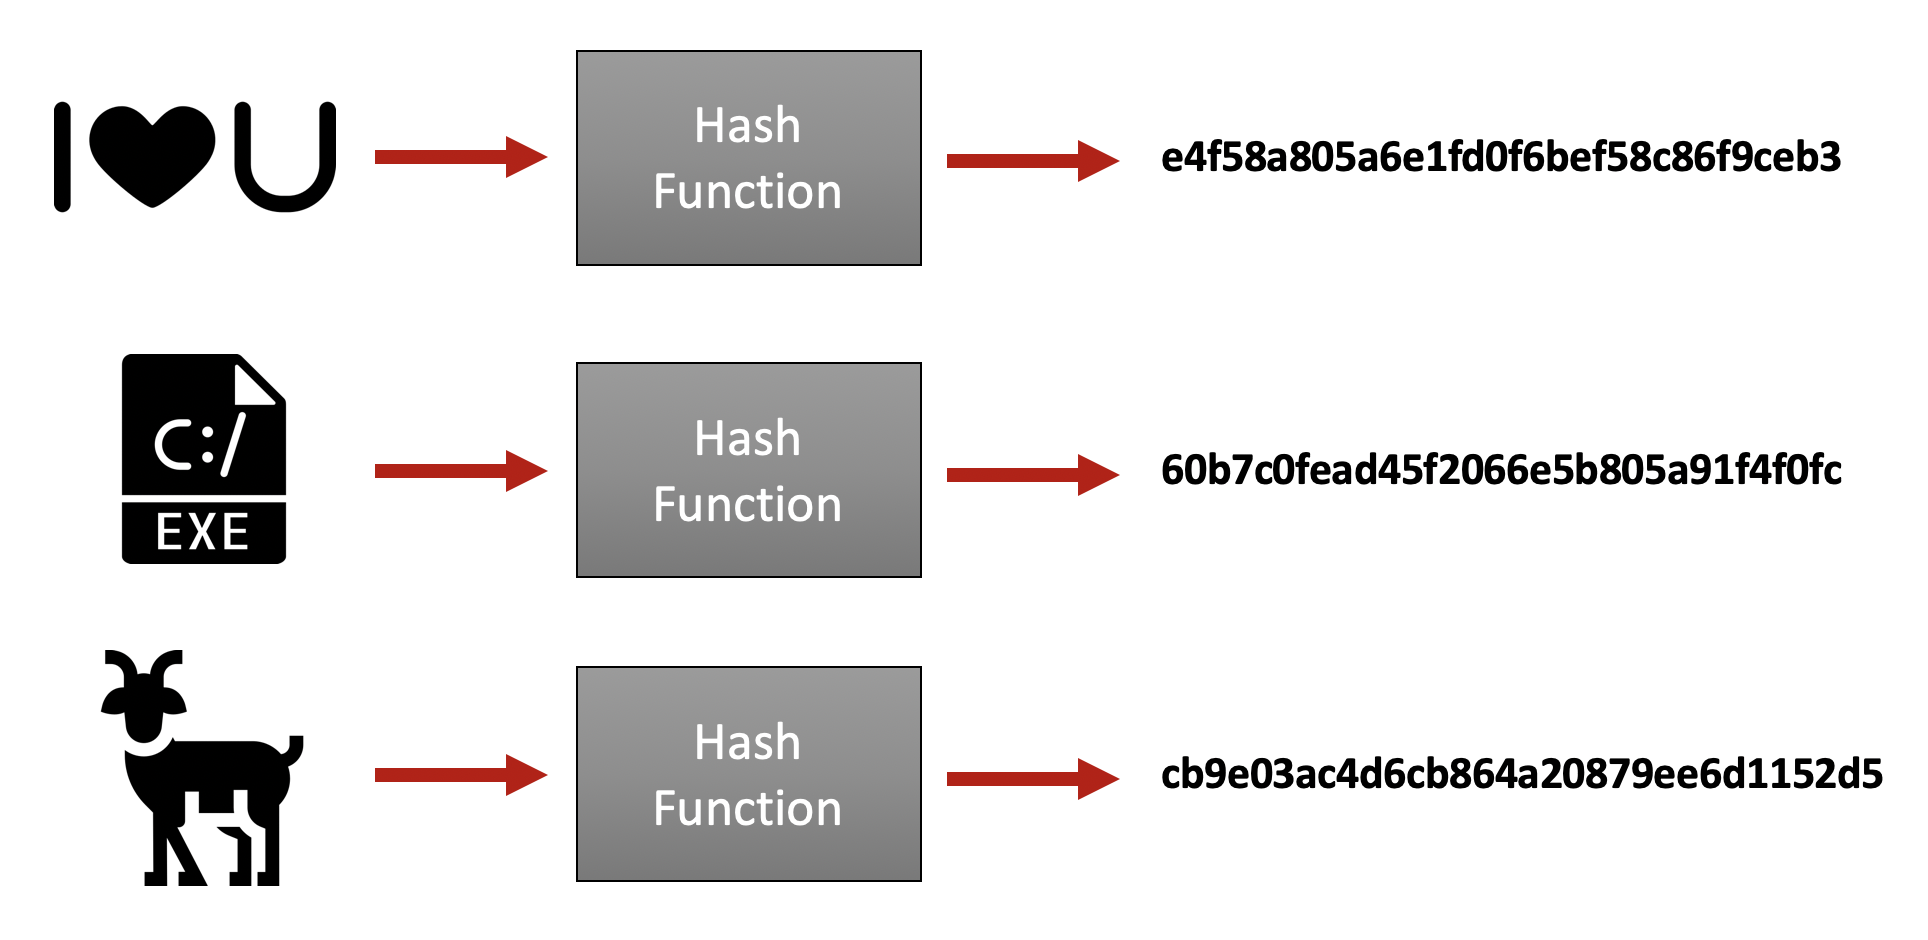 I ♥ U
Hash
Function
e4f58a805a6e1fd0f6bef58c86f9ceb3
C:/
EXE
Hash
Function
60b7c0fead45f2066e5b805a91f4f0fc
Hash
Function
cb9e03ac4d6cb864a20879ee6d1152d5